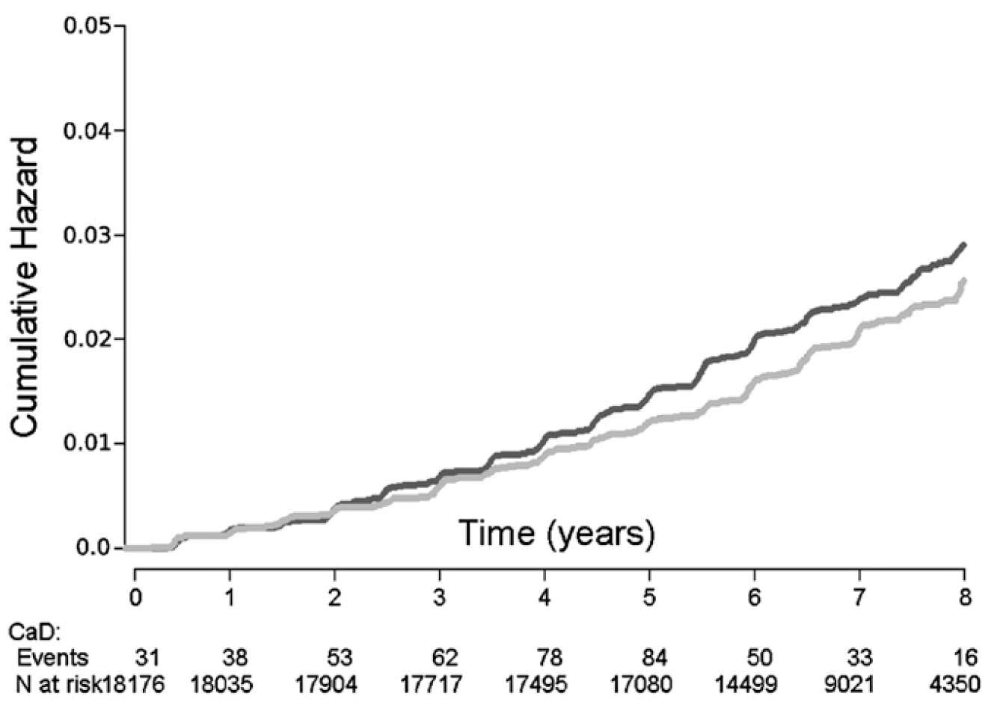 0.05
0.04
0.03
0.02
0.01
0.0
Cumulative Hazard
Time (years)
0 1 2 3 4 5 6 7 8
CaD:
Events 31 38 53 62 78 84 50 33 16
N at risk18176 18035 17904 17717 17495 17080 14499 9021 4350